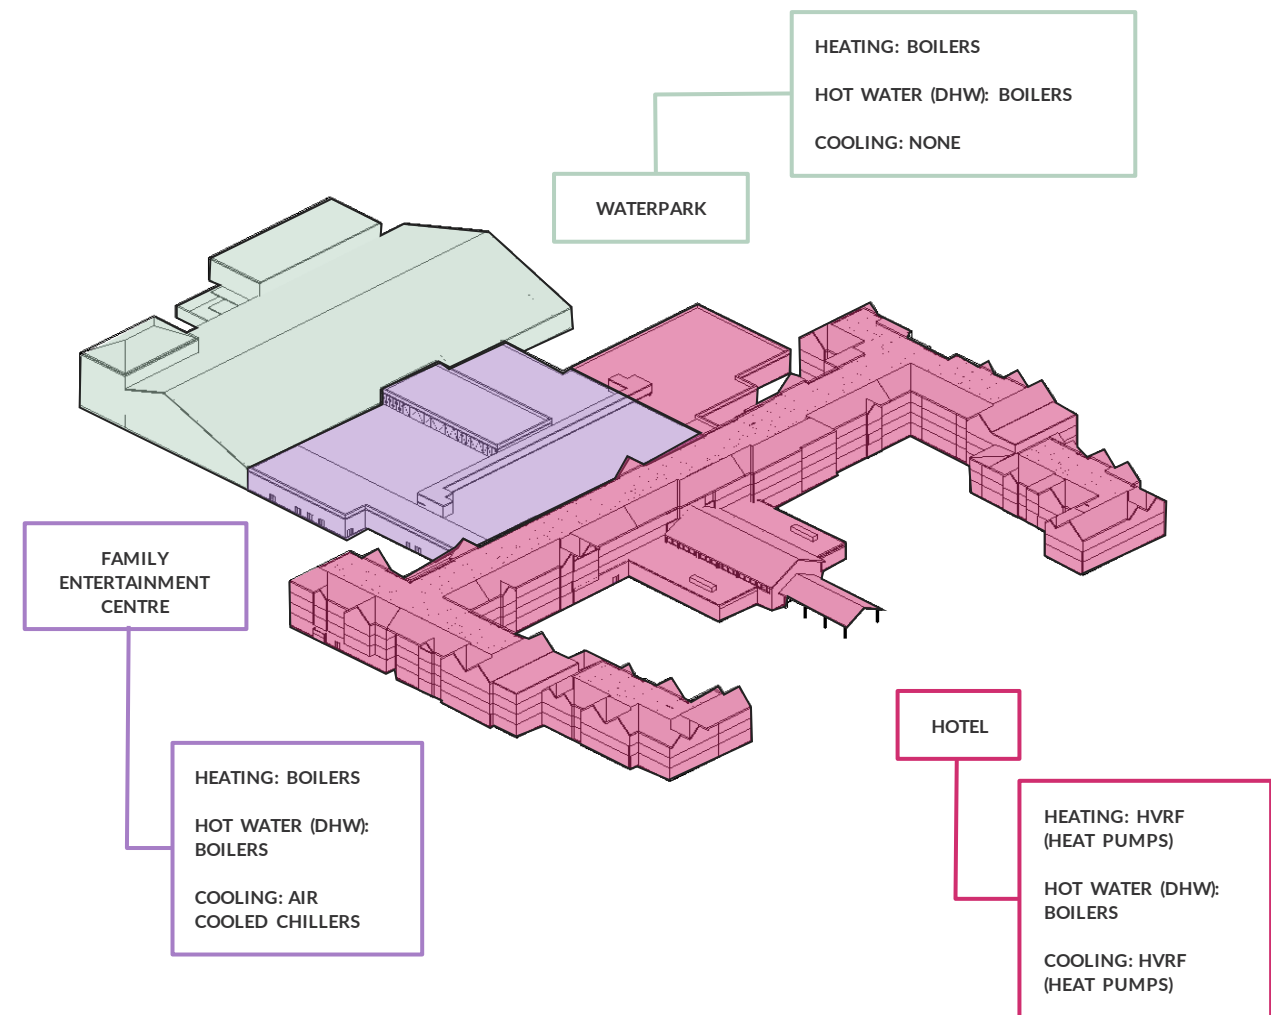 HEATING: BOILERS
HOT WATER (DHW): BOILERS
COOLING: NONE
WATERPARK
FAMILY
ENTERTAINMENT
CENTRE
HEATING: BOILERS
HOT WATER (DHW):
BOILERS
COOLING: AIR
COOLED CHILLERS
HOTEL
HEATING: HVRF
(HEAT PUMPS)
HOT WATER (DHW):
BOILERS
COOLING: HVRF
(HEAT PUMPS)